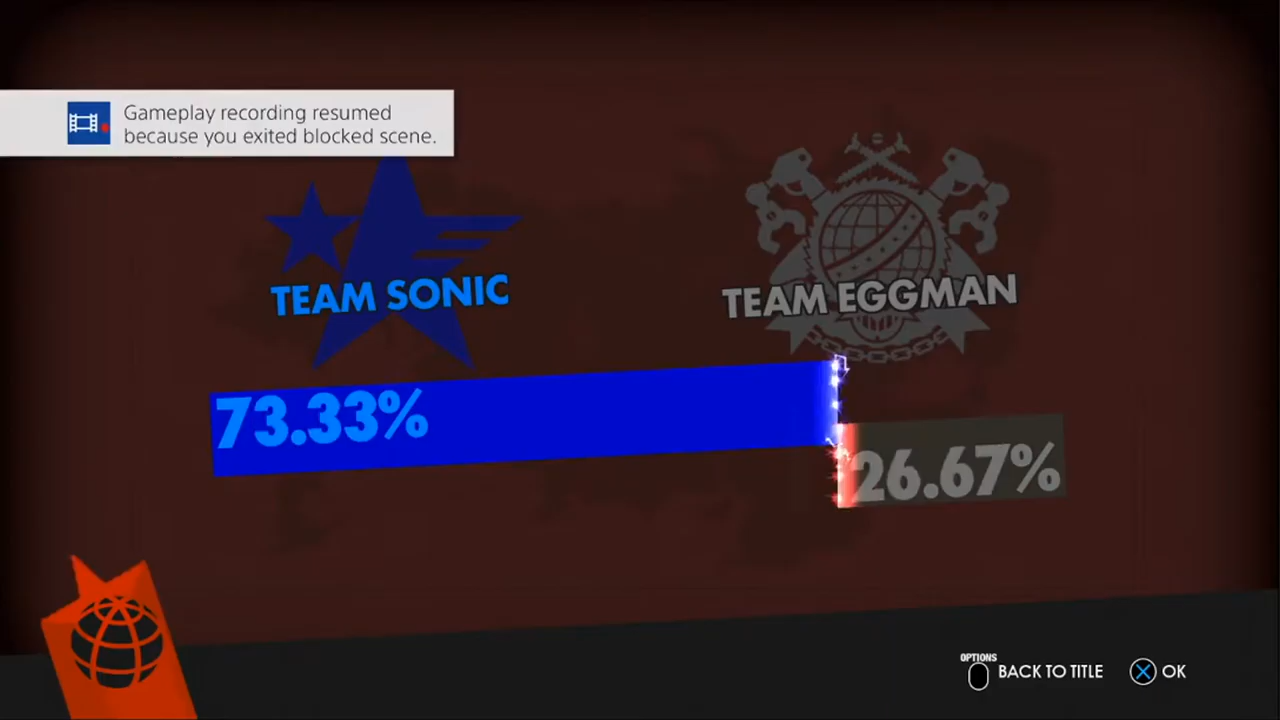 Gameplay recording resumed
because you exited blocked scene.
TEAM SONIC
TEAM EGGMAN
73.33%
26.67%
OPTIONS
BACK TO TITLE
OK